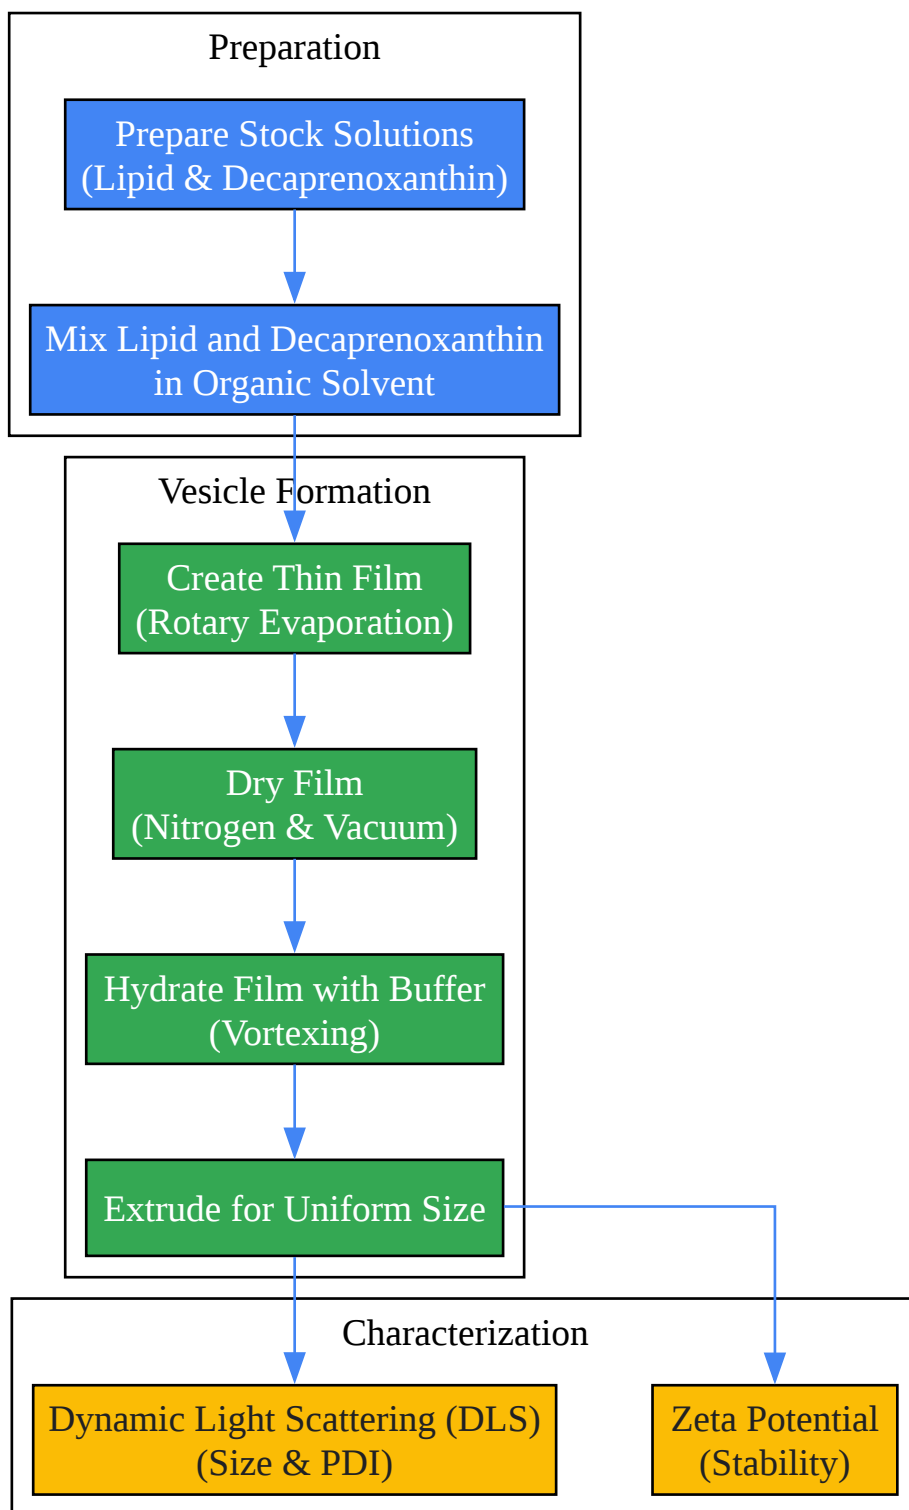 Preparation
Prepare Stock Solutions
(Lipid & Decaprenoxanthin)
Mix Lipid and Decaprenoxanthin
in Organic Solvent
Vesicle Formation
Create Thin Film
(Rotary Evaporation)
Dry Film
(Nitrogen & Vacuum)
Hydrate Film with Buffer
(Vortexing)
Extrude for Uniform Size
Characterization
Dynamic Light Scattering (DLS)
(Size & PDI)
Zeta Potential
(Stability)